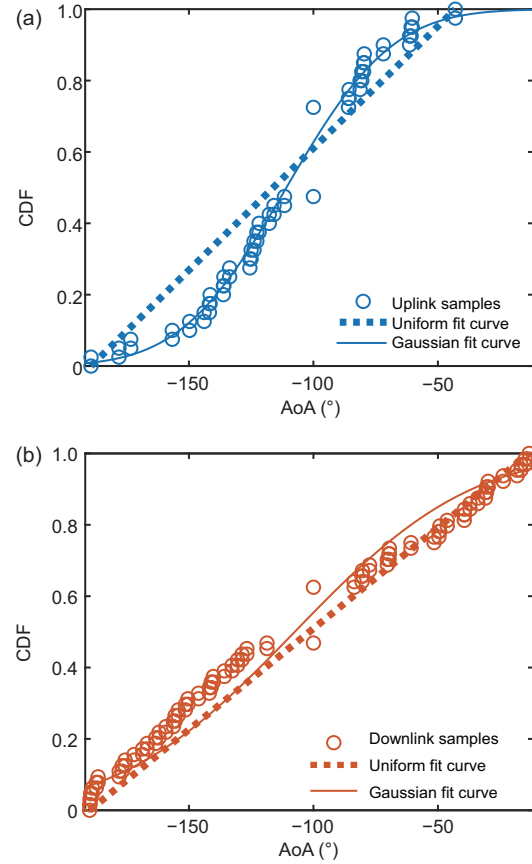 (a)
1.0
0.8
0.6
0.4
0.2
0
CDF
Uplink samples
Uniform fit curve
Gaussian fit curve
−150
−100
−50
AoA (°)
(b)
1.0
0.8
0.6
0.4
0.2
0
CDF
Downlink samples
Uniform fit curve
Gaussian fit curve
−150
−100
−50
AoA (°)